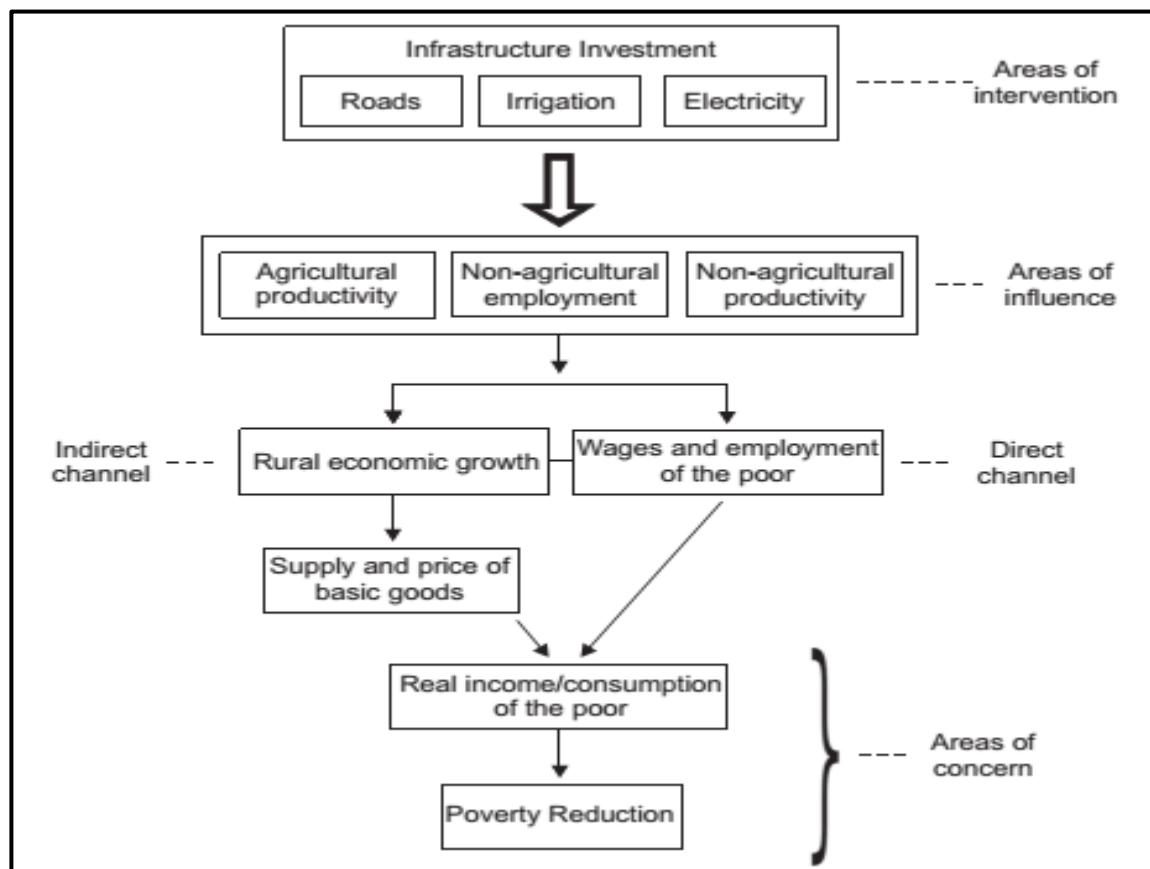 Infrastructure Investment
Roads
Irrigation
Electricity
Areas of
intervention
Agricultural
productivity
Non-agricultural
employment
Non-agricultural
productivity
Areas of
influence
Indirect
channel
Rural economic growth
Wages and employment
of the poor
Direct
channel
Supply and price of
basic goods
Real income/consumption
of the poor
Areas of
concern
Poverty Reduction